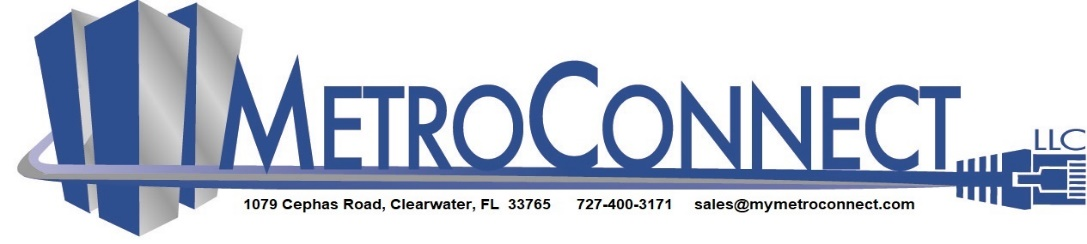 METROCONNECT
LLC
1079 Cephas Road, Clearwater, FL 33765 727-400-3171 sales@mymetroconnect.com